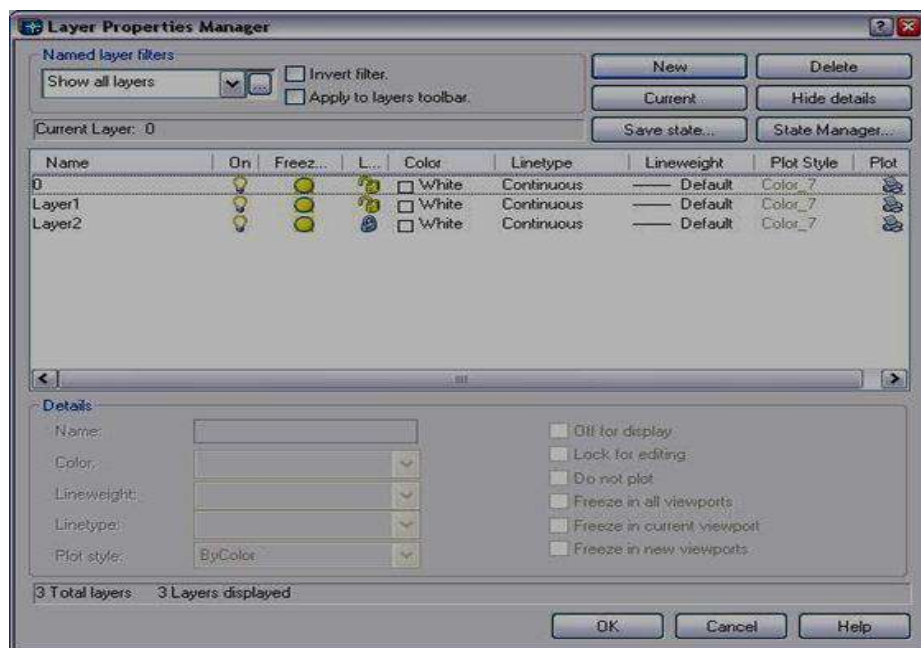 Layer Properties Manager
Named layer filters
Show all layers
...
Invert filter.
Apply to layers toolbar.
New
Delete
Current
Hide details
Current Layer: 0
Save state...
State Manager...
Name On Freez... L... Color Linetype Lineweight Plot Style Plot
0 White Continuous Default Color_7
Layer1 White Continuous Default Color_7
Layer2 White Continuous Default Color_7
Details
Name:
Off for display
Color:
Lock for editing
Do not plot
Lineweight:
Freeze in all viewports
Linetype:
Freeze in current viewport
Plot style: ByColor
Freeze in new viewports
3 Total layers 3 Layers displayed
OK Cancel Help